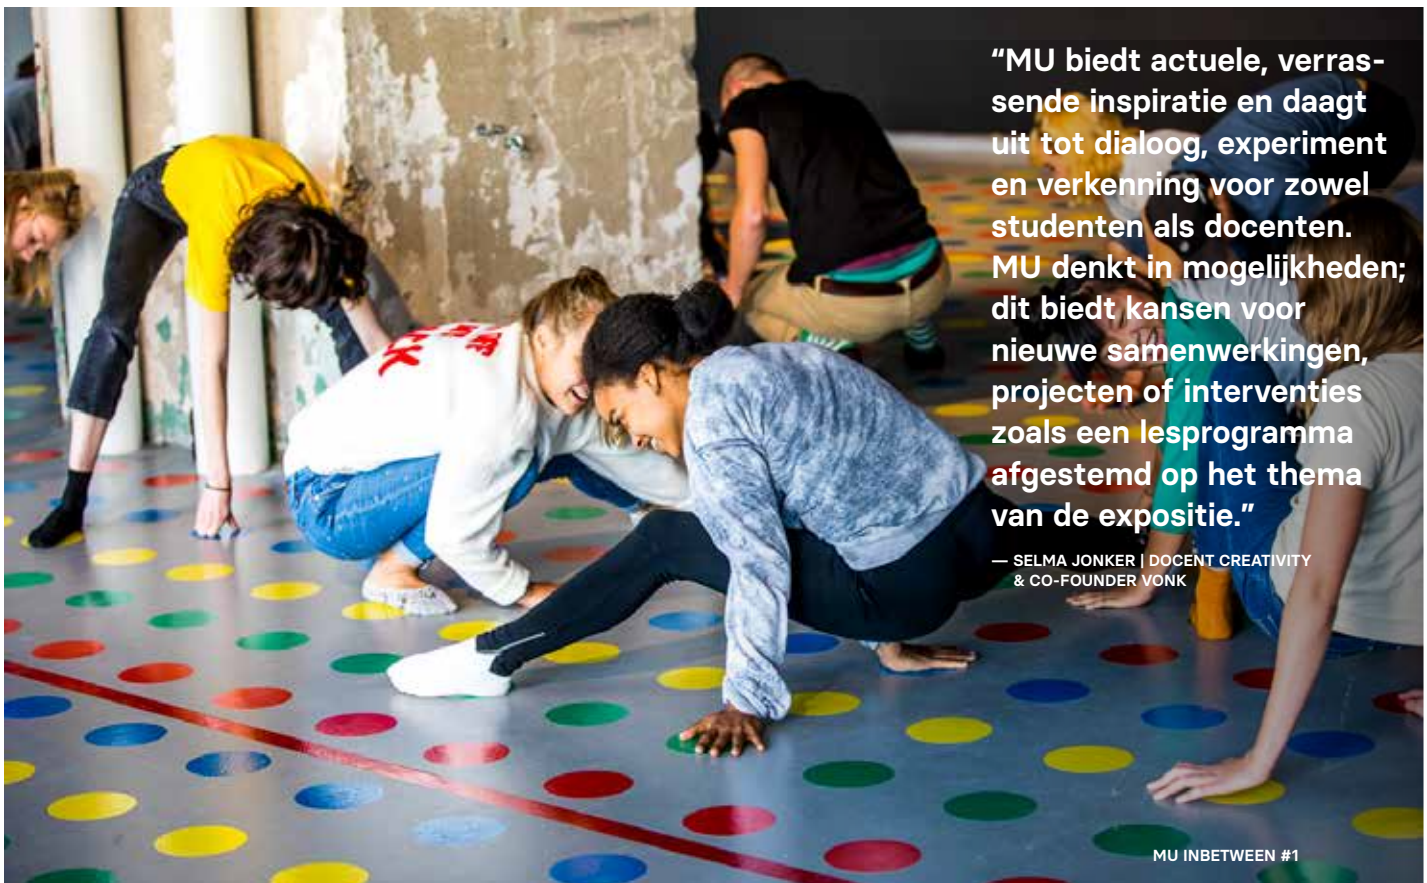 “MU biedt actuele, verras-
sende inspiratie en daagt
uit tot dialoog, experiment
en verkenning voor zowel
studenten als docenten.
MU denkt in mogelijkheden;
dit biedt kansen voor
nieuwe samenwerkingen,
projecten of interventies
zoals een lesprogramma
afgestemd op het thema
van de expositie.”
— SELMA JONKER | DOCENT CREATIVITY
& CO-FOUNDER VONK
MU INBETWEEN #1